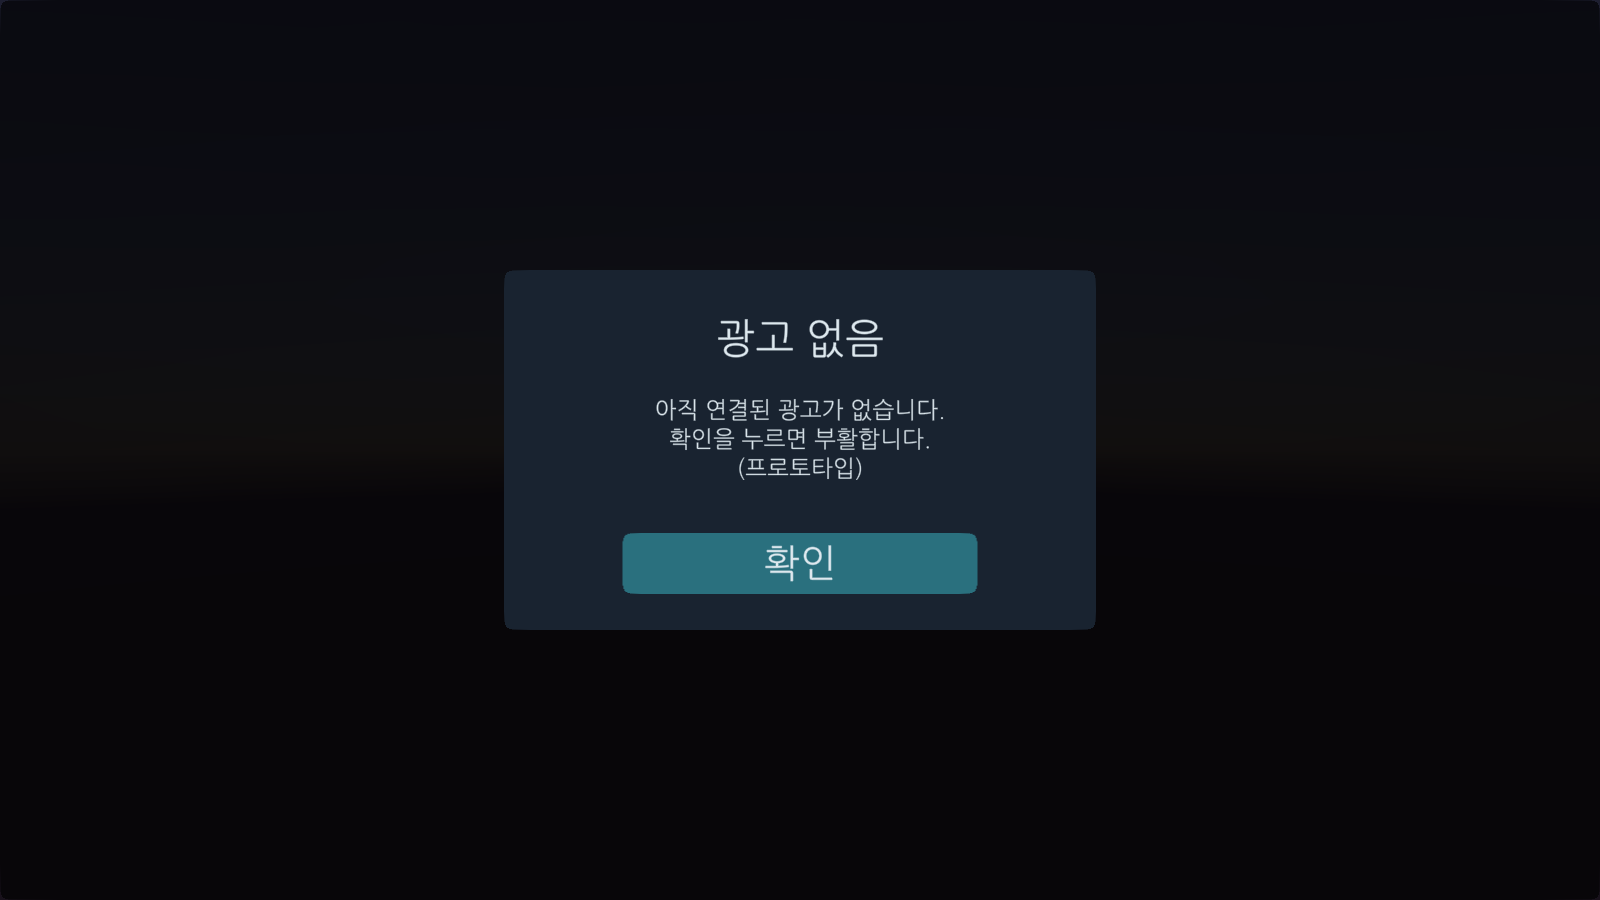 광고 없음
아직 연결된 광고가 없습니다.
확인을 누르면 부활합니다.
(프로토타입)
확인